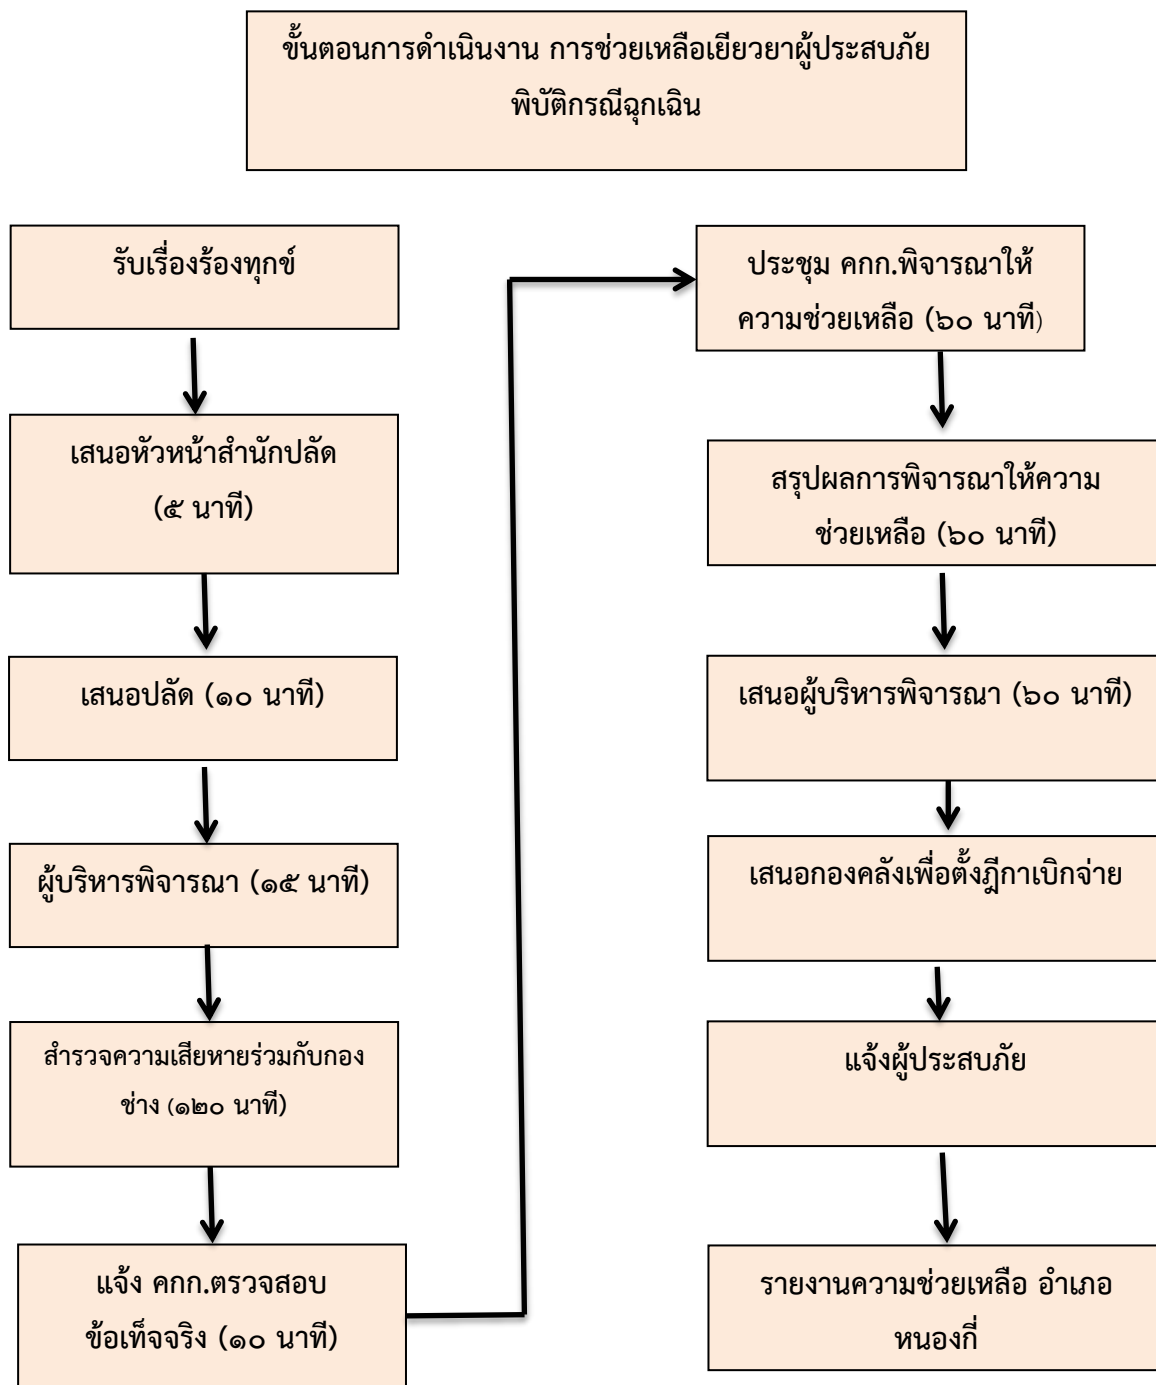 ขั้นตอนการดำเนินงาน การช่วยเหลือเยียวยาผู้ประสบภัย
พิบัติกรณีฉุกเฉิน
รับเรื่องร้องทุกข์
เสนอหัวหน้าสำนักปลัด
(๕ นาที)
เสนอปลัด (๑๐ นาที)
ผู้บริหารพิจารณา (๑๕ นาที)
สำรวจความเสียหายร่วมกับกอง
ช่าง (๑๒๐ นาที)
แจ้ง คกก.ตรวจสอบ
ข้อเท็จจริง (๑๐ นาที)
ประชุม คกก.พิจารณาให้
ความช่วยเหลือ (๖๐ นาที)
สรุปผลการพิจารณาให้ความ
ช่วยเหลือ (๖๐ นาที)
เสนอผู้บริหารพิจารณา (๖๐ นาที)
เสนอกองคลังเพื่อตั้งฎีกาเบิกจ่าย
แจ้งผู้ประสบภัย
รายงานความช่วยเหลือ อำเภอ
หนองกี่